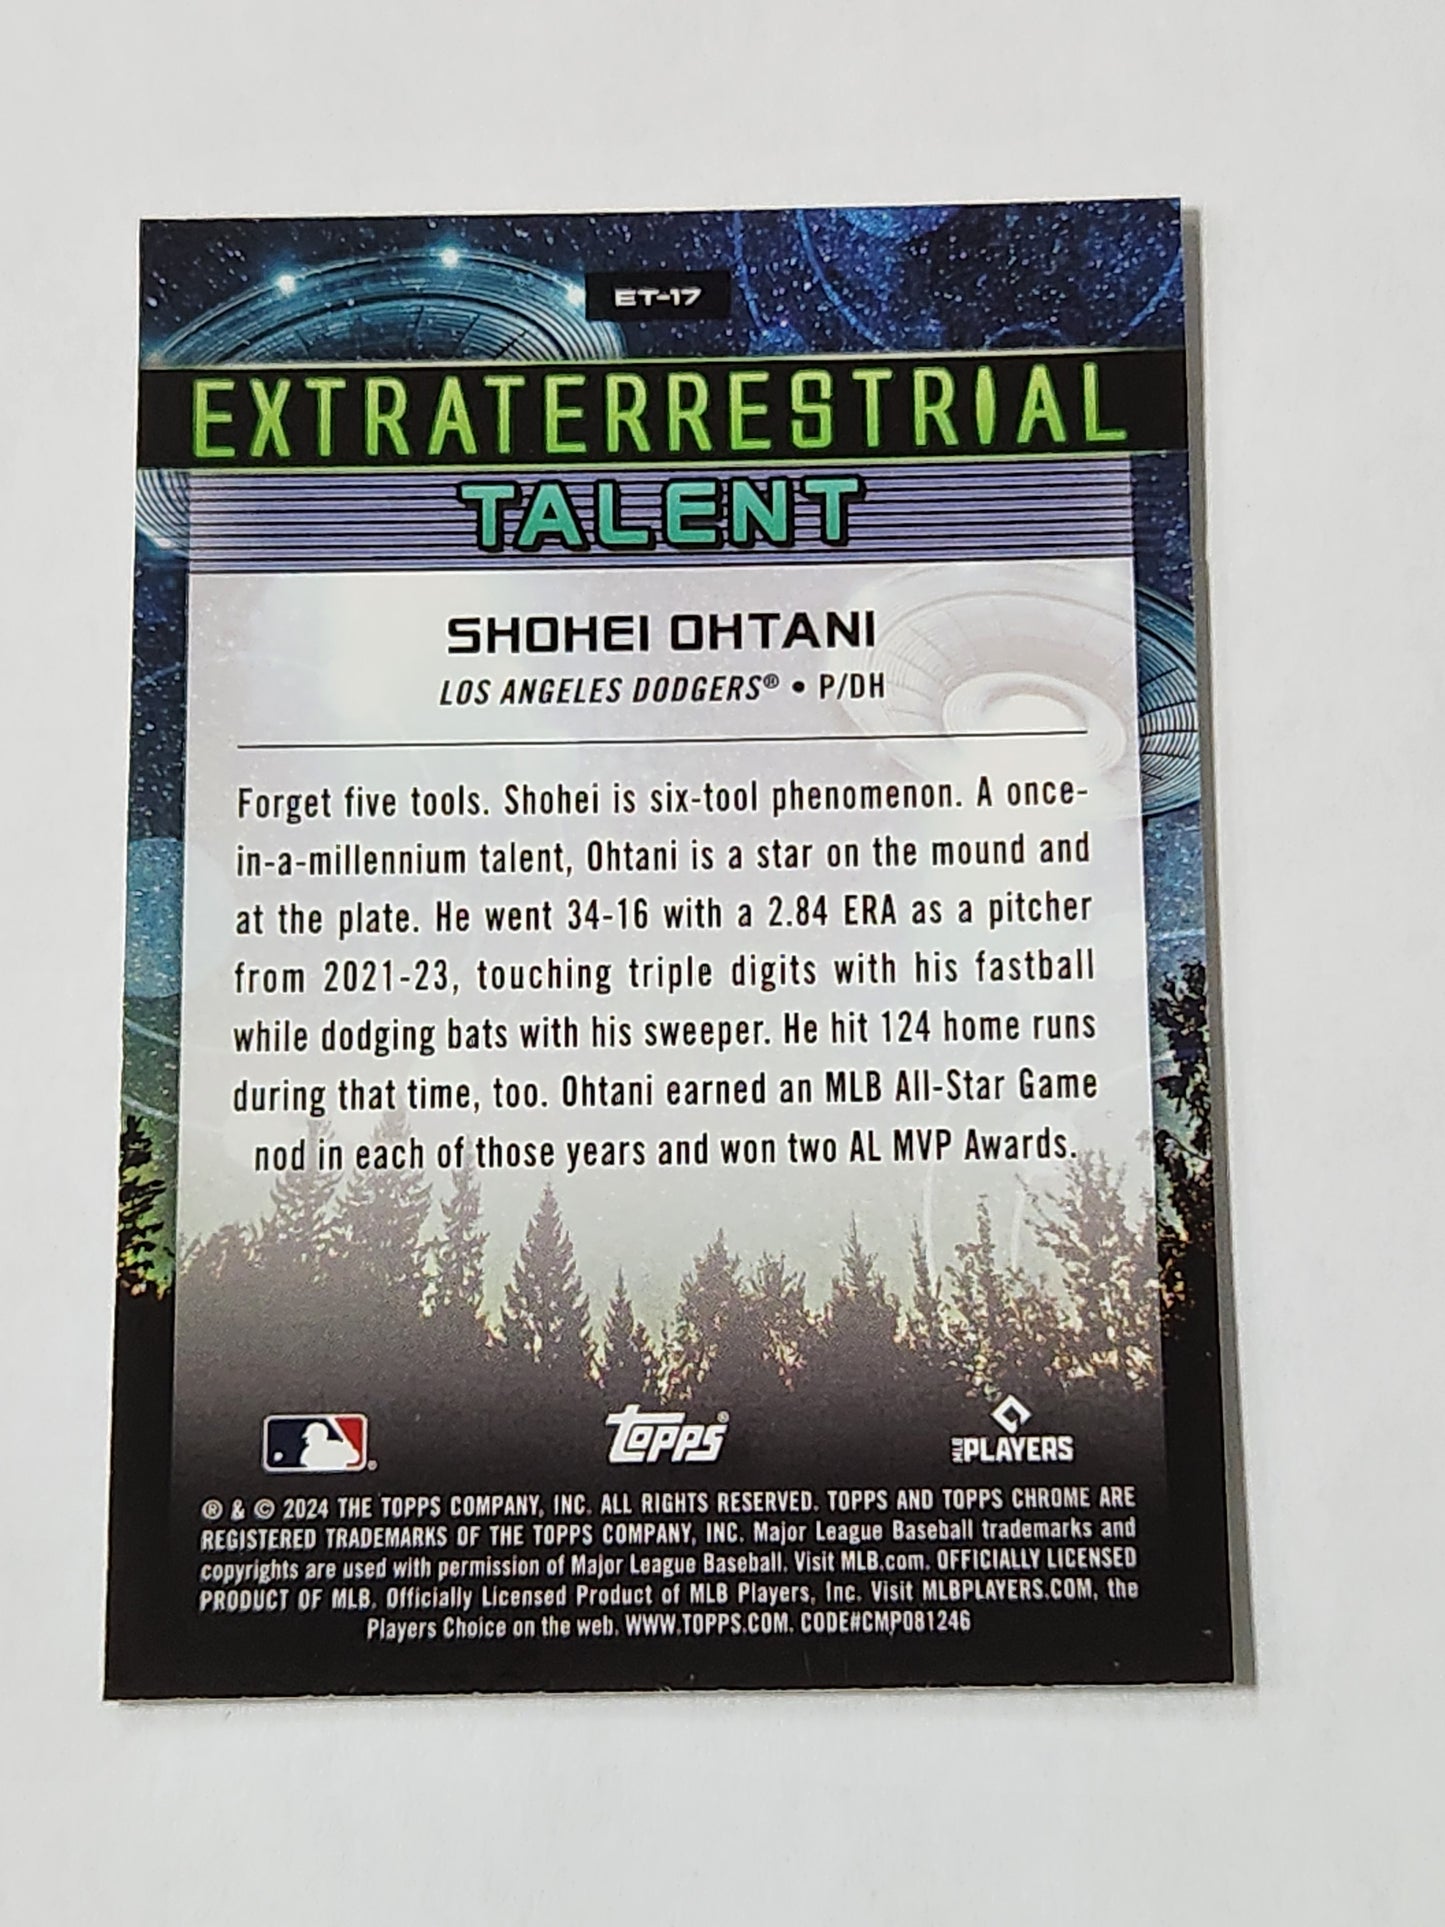 ET-17
EXTRATERRESTRIAL
TALENT
SHOHEI OHTANI
LOS ANGELES DODGERS® • P/DH
Forget five tools. Shohei is six-tool phenomenon. A once-
in-a-millennium talent, Ohtani is a star on the mound and
at the plate. He went 34-16 with a 2.84 ERA as a pitcher
from 2021-23, touching triple digits with his fastball
while dodging bats with his sweeper. He hit 124 home runs
during that time, too. Ohtani earned an MLB All-Star Game
nod in each of those years and won two AL MVP Awards.
® Topps® MLB PLAYERS
® & © 2024 THE TOPPS COMPANY, INC. ALL RIGHTS RESERVED. TOPPS AND TOPPS CHROME ARE
REGISTERED TRADEMARKS OF THE TOPPS COMPANY, INC. Major League Baseball trademarks and
copyrights are used with permission of Major League Baseball. Visit MLB.com. OFFICIALLY LICENSED
PRODUCT OF MLB. Officially Licensed Product of MLB Players, Inc. Visit MLBPLAYERS.COM, the
Players Choice on the web. WWW.TOPPS.COM. CODE#CMP081246